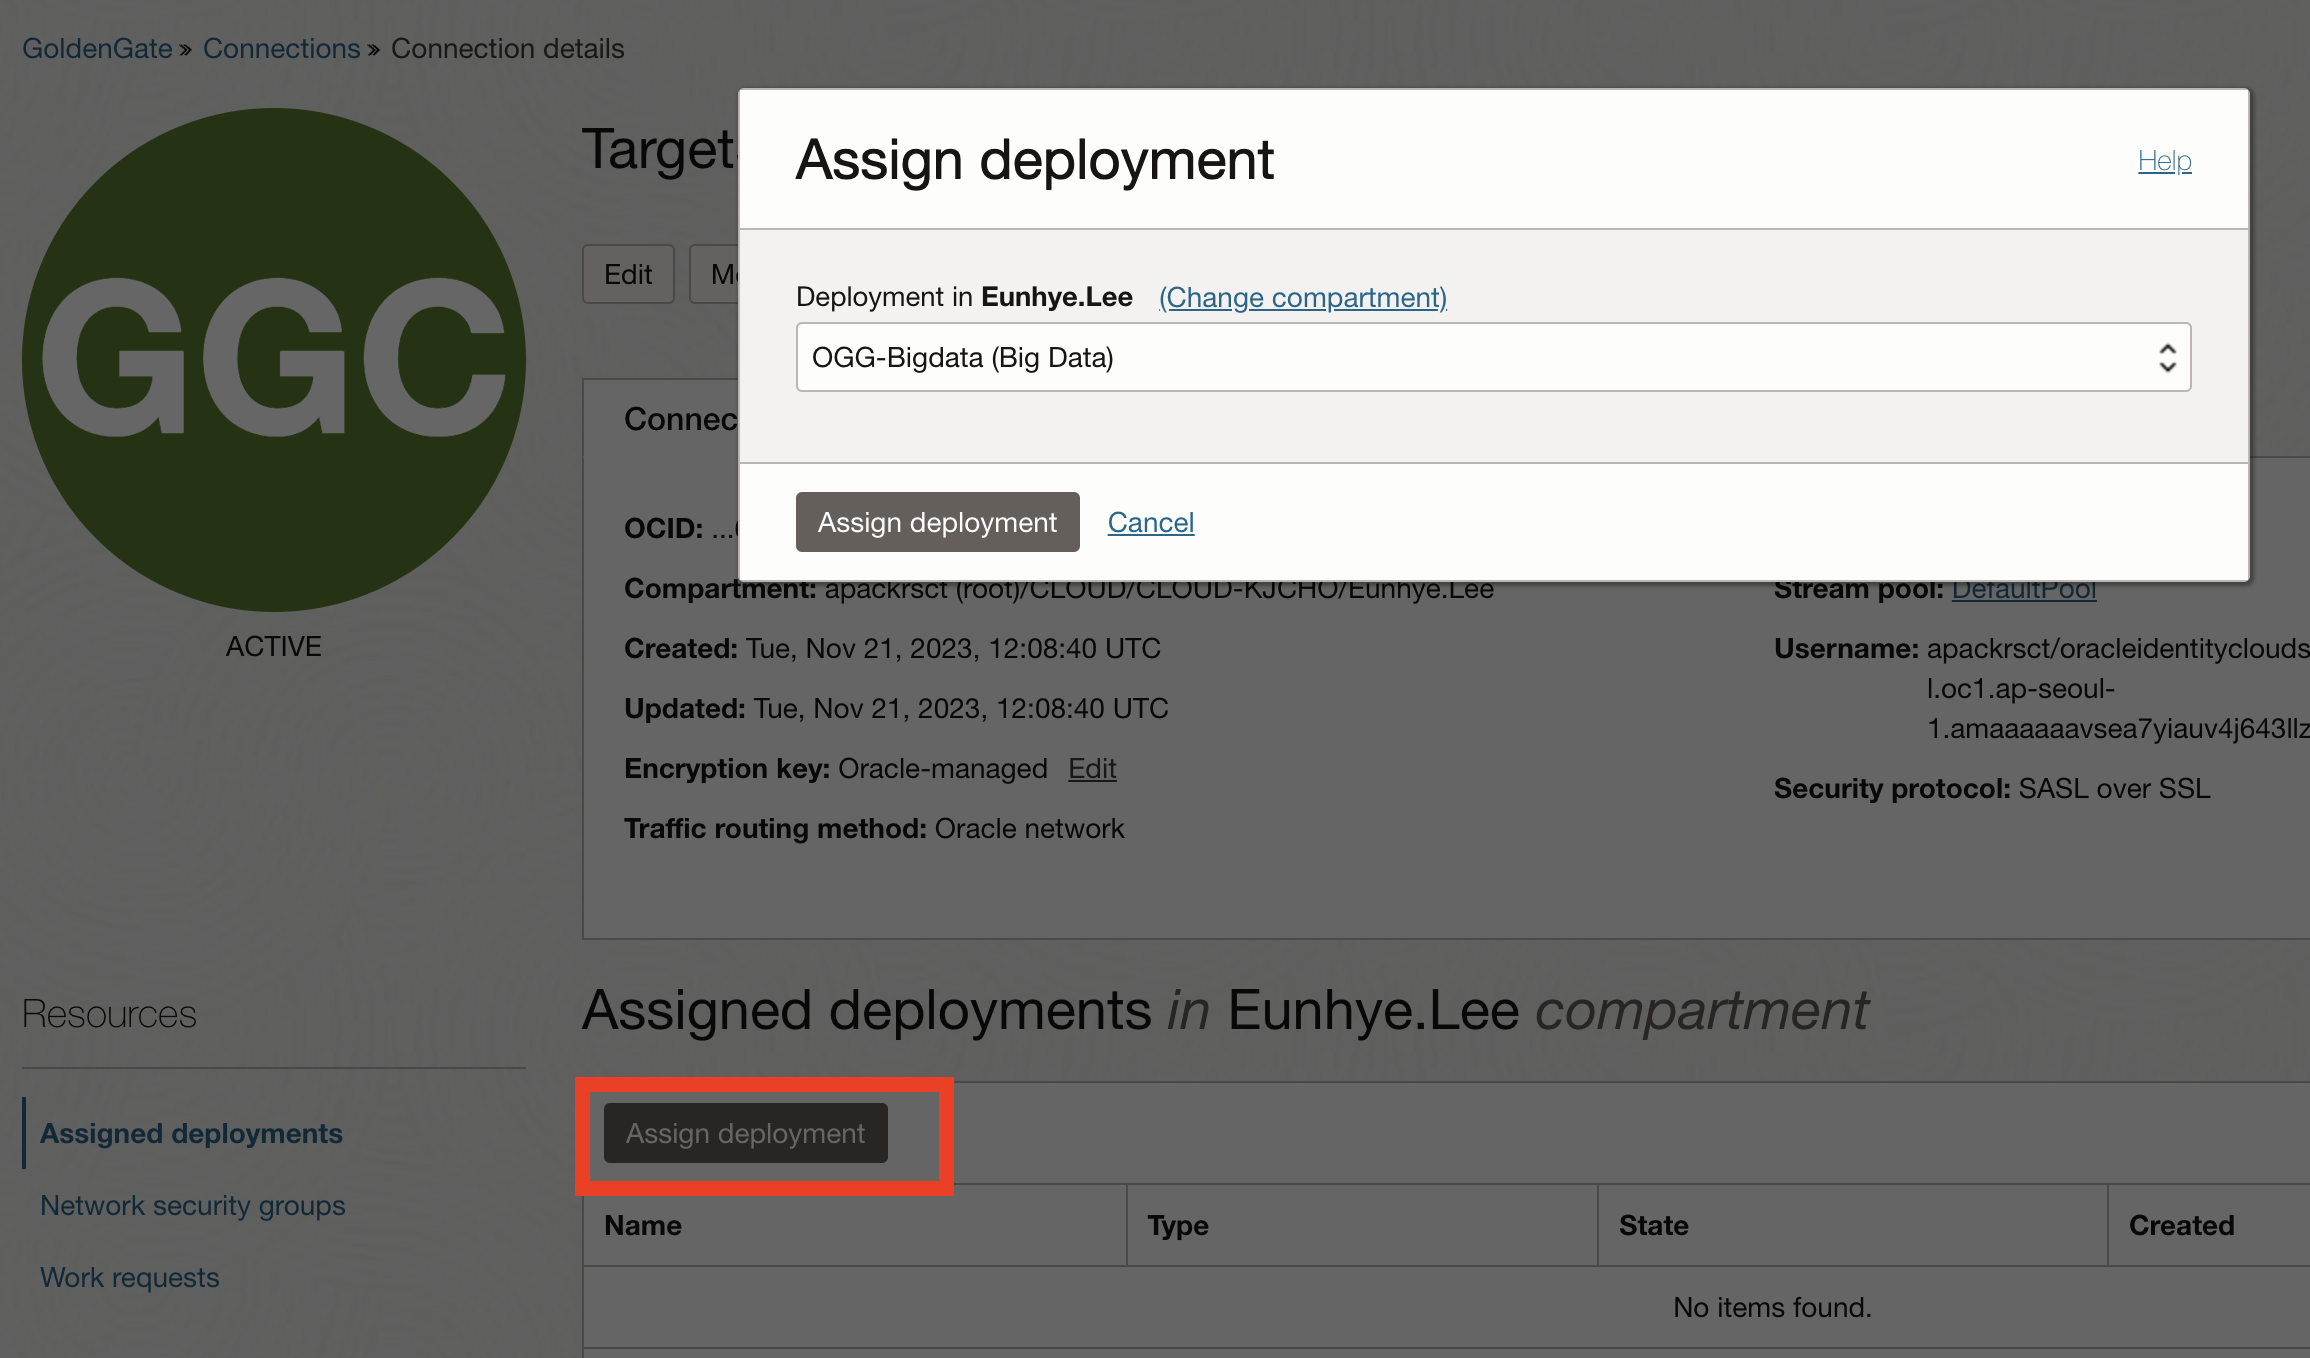 GoldenGate » Connections » Connection details
GGC
ACTIVE
Target
Edit
Assign deployment
Help
Deployment in Eunhye.Lee (Change compartment)
OGG-Bigdata (Big Data)
Assign deployment Cancel
OCID: ...
Compartment: apackrsct (root)/CLOUD/CLOUD-KJCHO/Eunhye.Lee
Created: Tue, Nov 21, 2023, 12:08:40 UTC
Updated: Tue, Nov 21, 2023, 12:08:40 UTC
Encryption key: Oracle-managed Edit
Traffic routing method: Oracle network
Stream pool: DefaultPool
Username: apackrsct/oracleidentityclouds
l.oc1.ap-seoul-
1.amaaaaaavsea7yiauv4j643llz
Security protocol: SASL over SSL
Resources
Assigned deployments
Network security groups
Work requests
Assigned deployments in Eunhye.Lee compartment
Assign deployment
Name Type State Created
No items found.